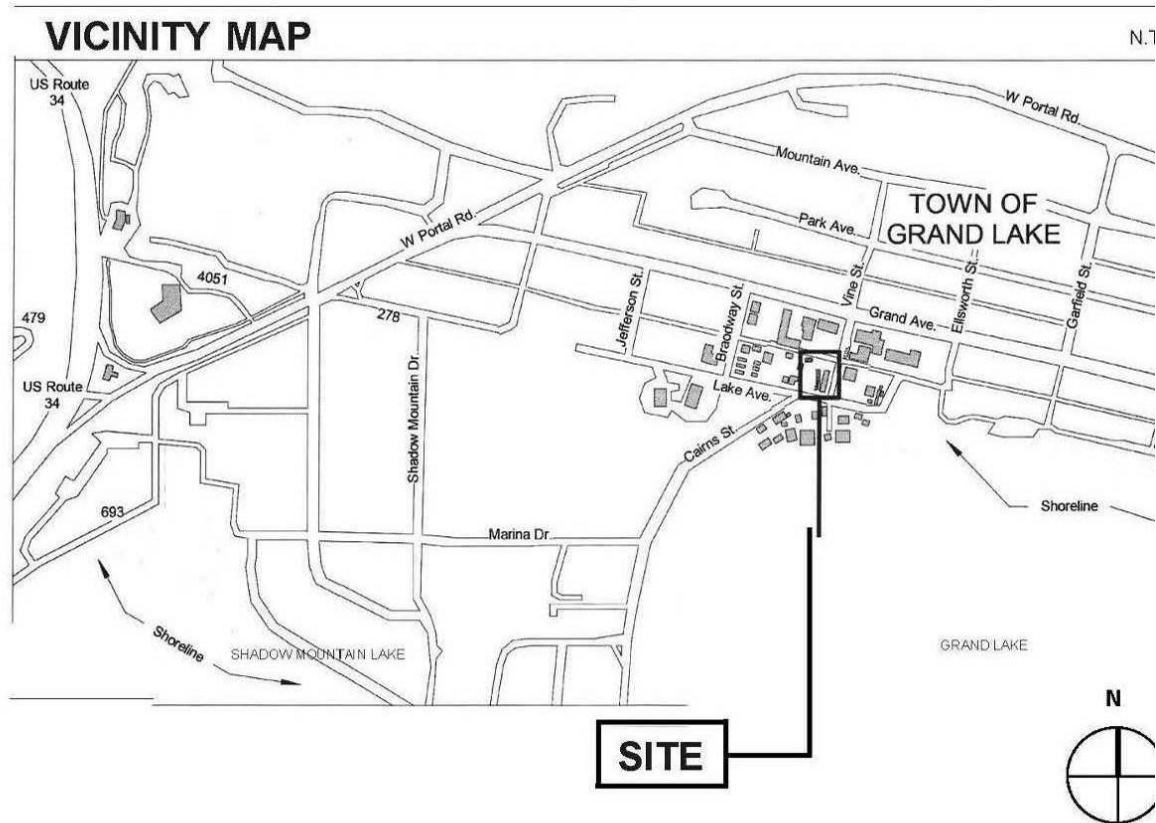 VICINITY MAP
N.T
US Route
34
W Portal Rd.
Mountain Ave.
TOWN OF
GRAND LAKE
Park Ave.
W Portal Rd.
Vine St.
Ellsworth St.
Garfield St.
4051
Jefferson St.
Braodway St.
Grand Ave.
479
278
US Route
34
Shadow Mountain Dr.
Lake Ave.
Cairns St.
693
Shoreline
Marina Dr.
Shoreline
SHADOW MOUNTAIN LAKE
GRAND LAKE
N
SITE